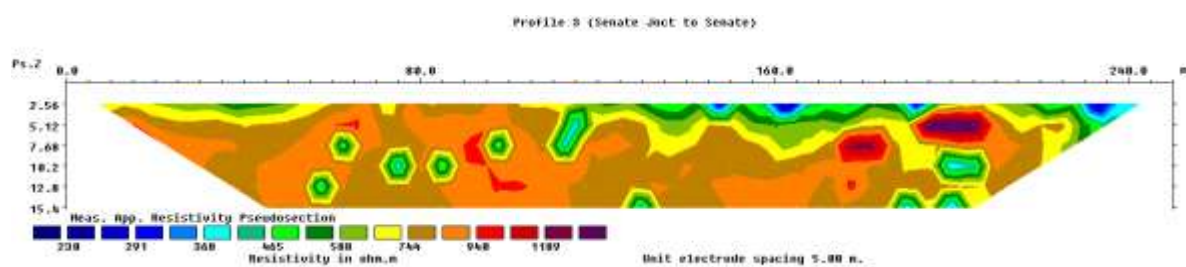 Profile 8 (Senate Jnct to Senate)
Ps.Z 0.0 80.0 160.0 240.0 m
2.56
5.12
7.68
10.2
12.8
15.4
Meas. App. Resistivity Pseudosection
230 291 368 465 588 744 940 1189
Resistivity in ohm.m Unit electrode spacing 5.00 m.